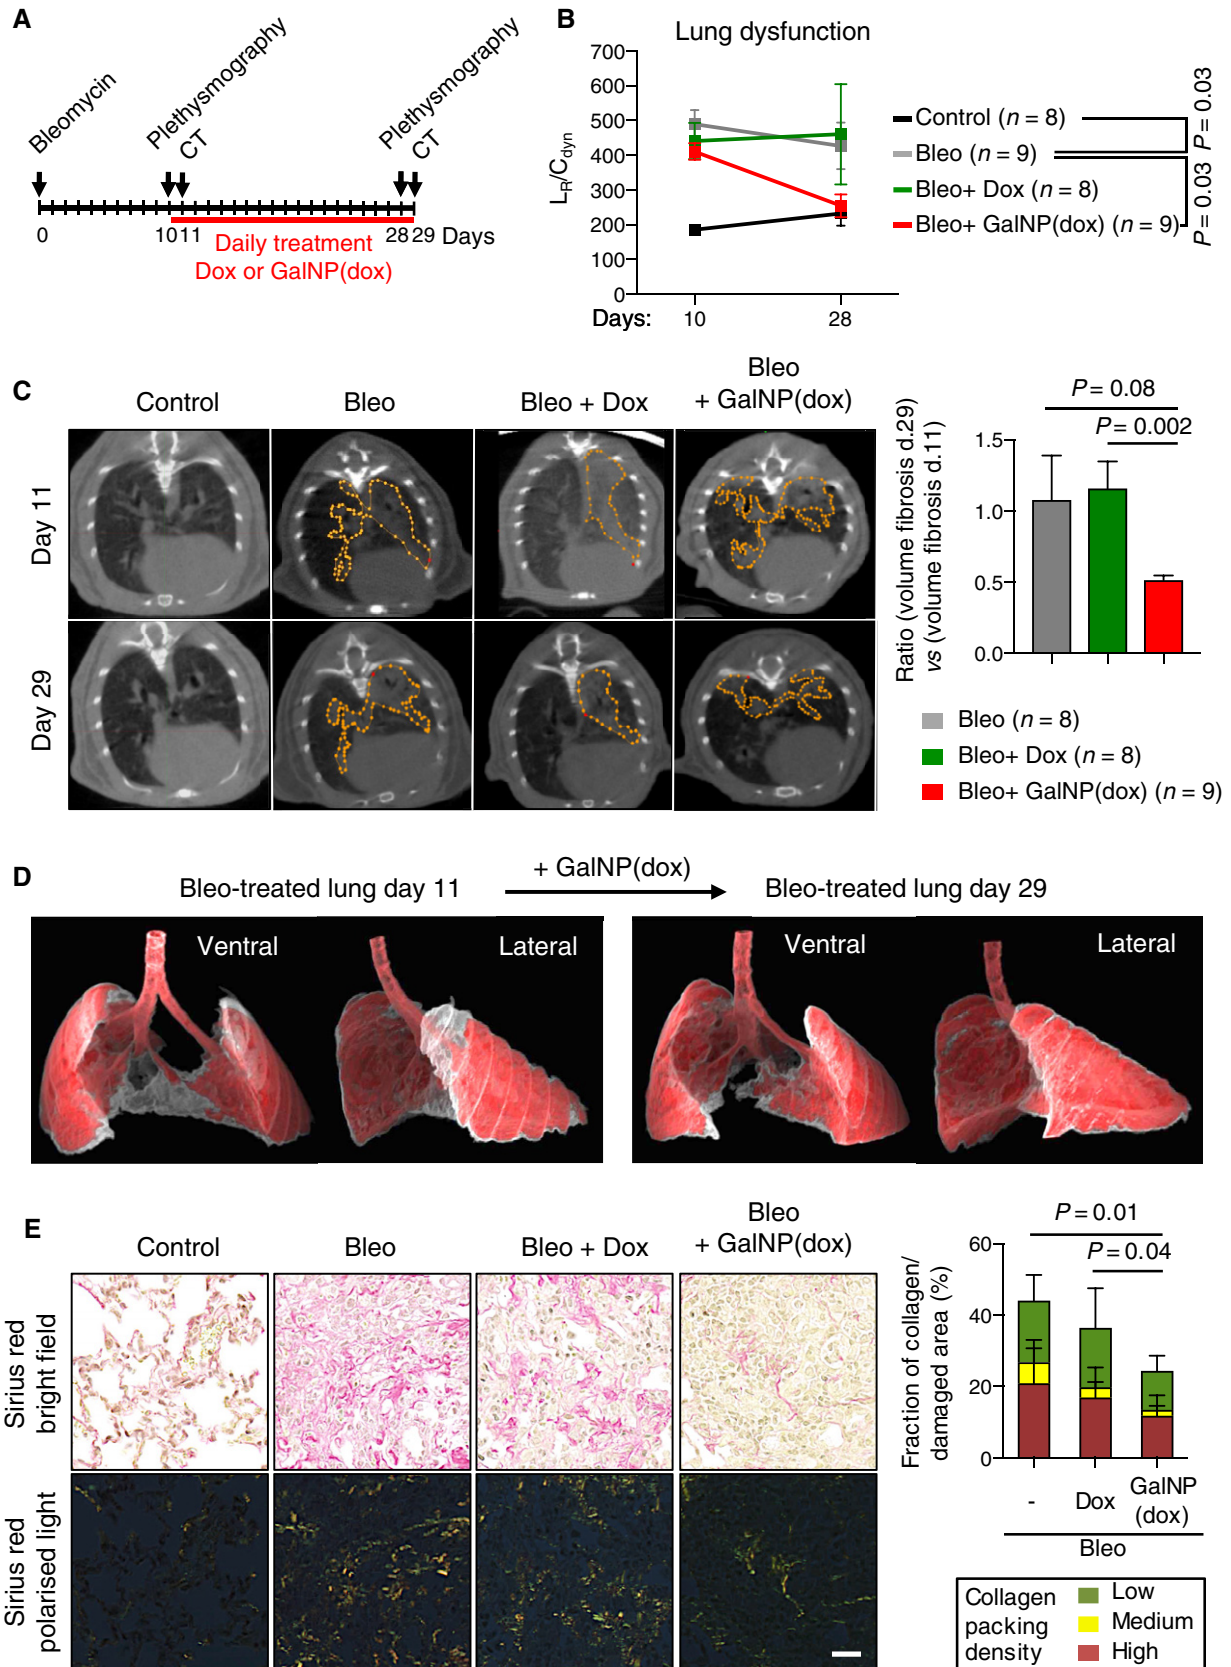 A
Bleomycin
Plethysmography
CT
Plethysmography
CT
0
10 11
28 29 Days
Daily treatment
Dox or GalNP(dox)
B
Lung dysfunction
L_R/C_dyn
700
600
500
400
300
200
100
0
Days: 10 28
Control (n = 8)
Bleo (n = 9)
Bleo+ Dox (n = 8)
Bleo+ GalNP(dox) (n = 9)
P = 0.03
P = 0.03
C
Control
Bleo
Bleo + Dox
Bleo
+ GalNP(dox)
Day 11
Day 29
Ratio (volume fibrosis d.29)
vs (volume fibrosis d.11)
1.5
1.0
0.5
0.0
P = 0.08
P = 0.002
Bleo (n = 8)
Bleo+ Dox (n = 8)
Bleo+ GalNP(dox) (n = 9)
D
Bleo-treated lung day 11
+ GalNP(dox)
Bleo-treated lung day 29
Ventral
Lateral
Ventral
Lateral
E
Control
Bleo
Bleo + Dox
Bleo
+ GalNP(dox)
Sirius red
bright field
Sirius red
polarised light
Fraction of collagen/
damaged area (%)
60
40
20
0
P = 0.01
P = 0.04
-
Dox
GalNP
(dox)
Bleo
Collagen
packing
density
Low
Medium
High